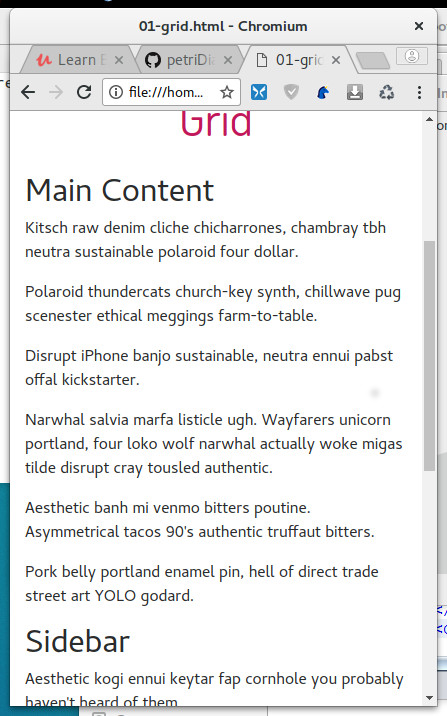 01-grid.html - Chromium
Learn
petriDi
01-grid
file:///hom...
Grid
Main Content
Kitsch raw denim cliche chicharrones, chambray tbh
neutra sustainable polaroid four dollar.
Polaroid thundercats church-key synth, chillwave pug
scenester ethical meggings farm-to-table.
Disrupt iPhone banjo sustainable, neutra ennui pabst
offal kickstarter.
Narwhal salvia marfa listicle ugh. Wayfarers unicorn
portland, four loko wolf narwhal actually woke migas
tilde disrupt cray tousled authentic.
Aesthetic banh mi venmo bitters poutine.
Asymmetrical tacos 90's authentic truffaut bitters.
Pork belly portland enamel pin, hell of direct trade
street art YOLO godard.
Sidebar
Aesthetic kogi ennui keytar fap cornhole you probably
haven't heard of them